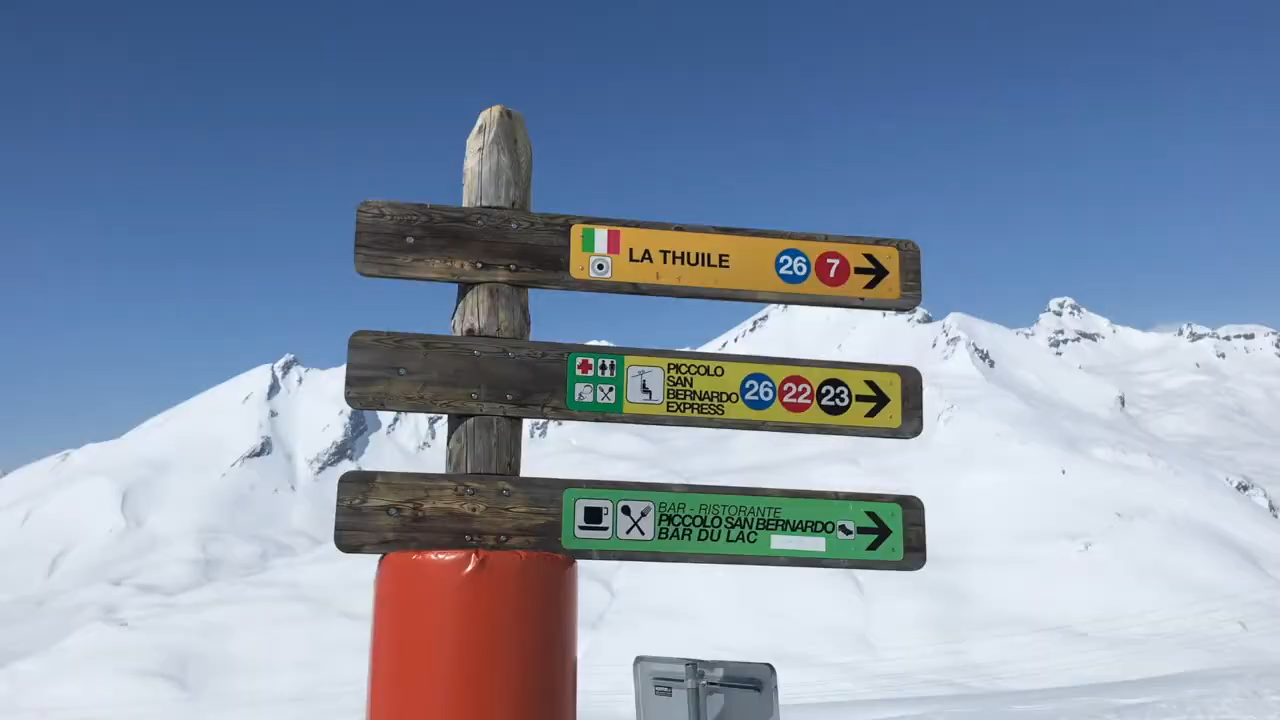 LA THUILE 26 7
PICCOLO
SAN
BERNARDO
EXPRESS
26 22 23
BAR - RISTORANTE
PICCOLO SAN BERNARDO
BAR DU LAC